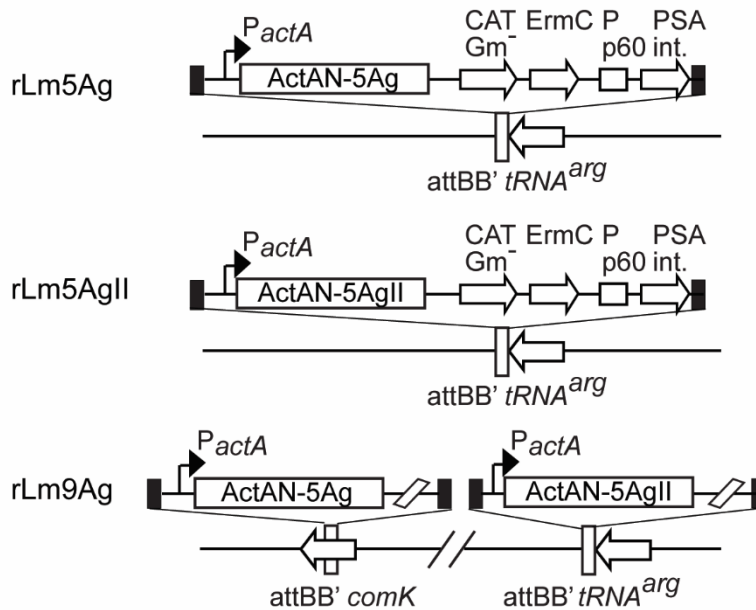 CAT ErmC P PSA
PactA Gm⁻ p60 int.
rLm5Ag ActAN-5Ag
attBB' tRNAarg
CAT ErmC P PSA
PactA Gm⁻ p60 int.
rLm5AgII ActAN-5AgII
attBB' tRNAarg
PactA PactA
rLm9Ag ActAN-5Ag ActAN-5AgII
attBB' comK attBB' tRNAarg